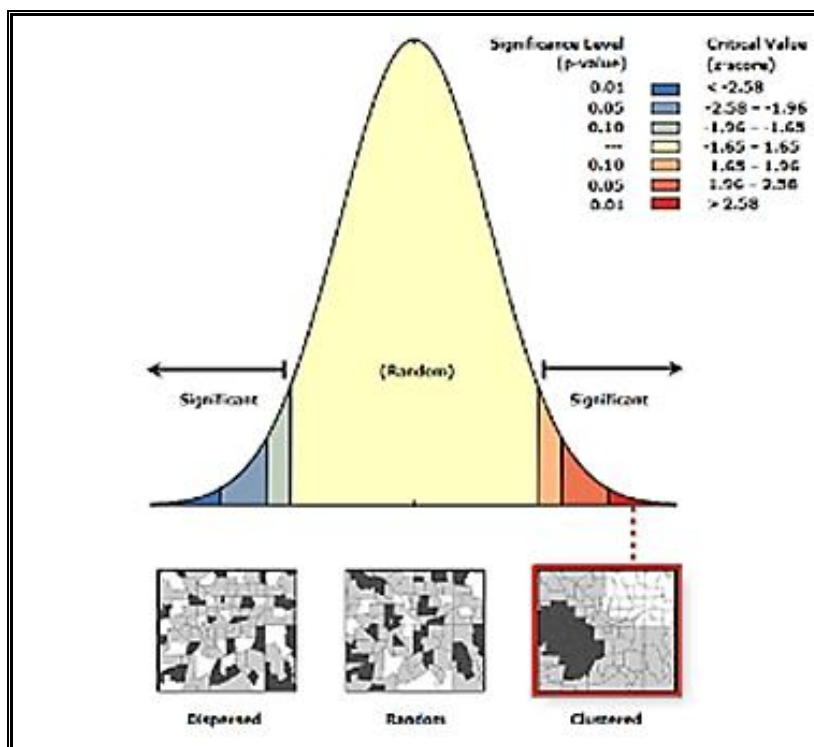 Significance Level Critical Value
(p-value) (z-score)
0.01 < -2.58
0.05 -2.58 - -1.96
0.10 -1.96 - -1.65
--- -1.65 - 1.65
0.10 1.65 - 1.96
0.05 1.96 - 2.58
0.01 > 2.58
(Random)
Significant Significant
Dispersed Random Clustered